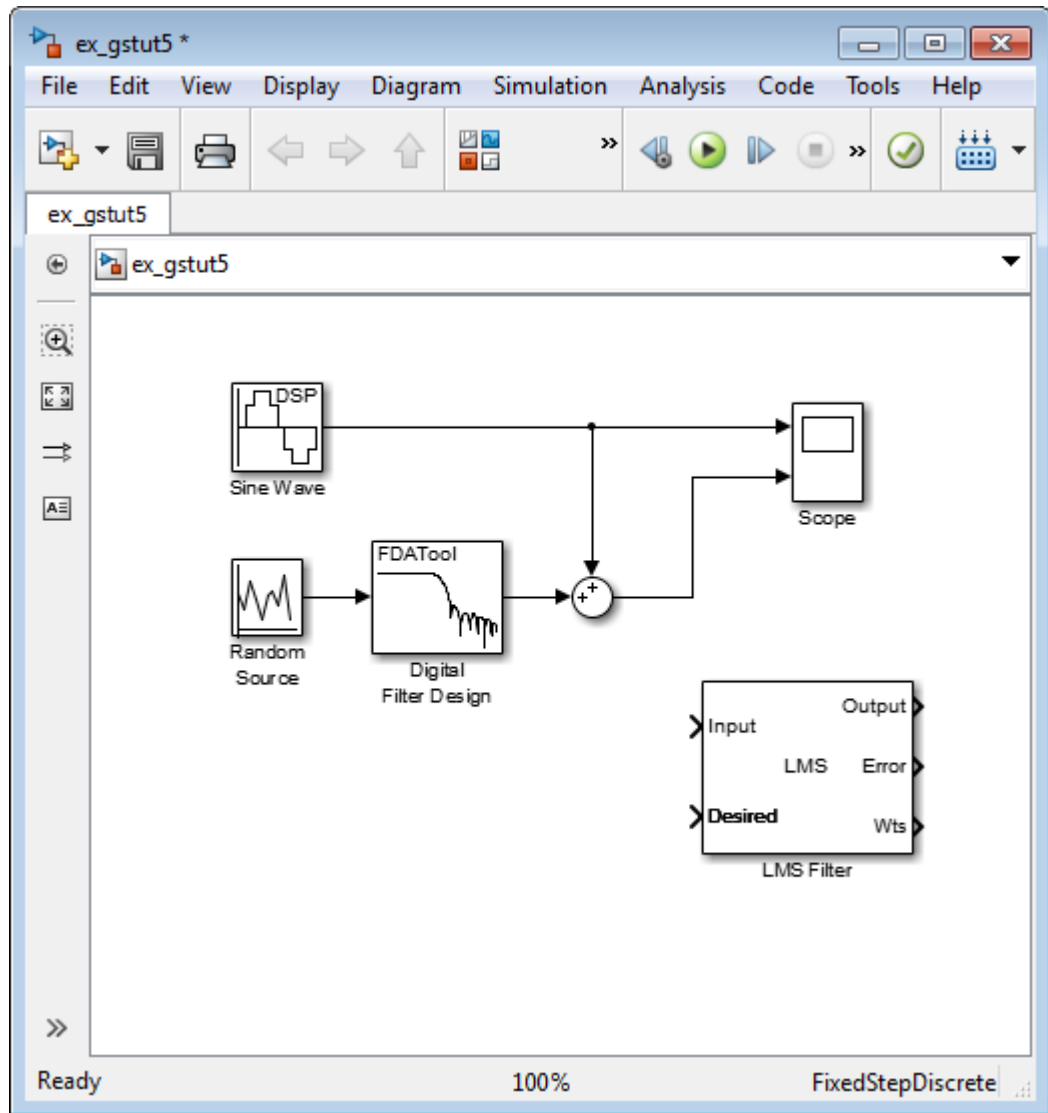 ex_gstut5 *
File Edit View Display Diagram Simulation Analysis Code Tools Help
ex_gstut5
ex_gstut5
DSP
Sine Wave
Scope
FDATool
Random
Source
Digital
Filter Design
Input
Output
LMS
Error
Desired
Wts
LMS Filter
Ready 100% FixedStepDiscrete